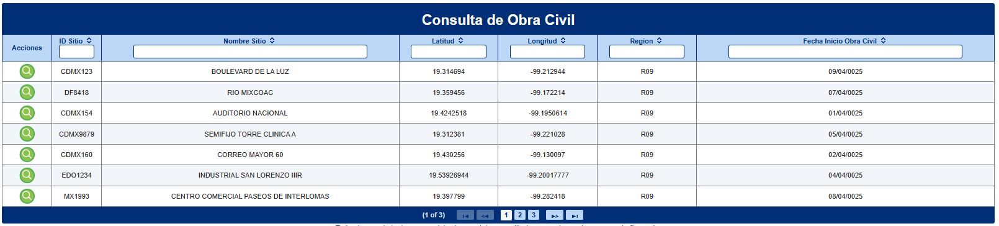 Consulta de Obra Civil
Acciones ID Sitio Nombre Sitio Latitud Longitud Region Fecha Inicio Obra Civil
CDMX123 BOULEVARD DE LA LUZ 19.314694 -99.212944 R09 09/04/0025
DF8418 RIO MIXCOAC 19.359456 -99.172214 R09 07/04/0025
CDMX154 AUDITORIO NACIONAL 19.4242518 -99.1950614 R09 01/04/0025
CDMX9879 SEMIFIJO TORRE CLINICA A 19.312381 -99.221028 R09 05/04/0025
CDMX160 CORREO MAYOR 60 19.430256 -99.130097 R09 02/04/0025
EDO1234 INDUSTRIAL SAN LORENZO IIIR 19.53926944 -99.20017777 R09 04/04/0025
MX1993 CENTRO COMERCIAL PASEOS DE INTERLOMAS 19.397799 -99.282418 R09 08/04/0025
(1 of 3) 1 2 3